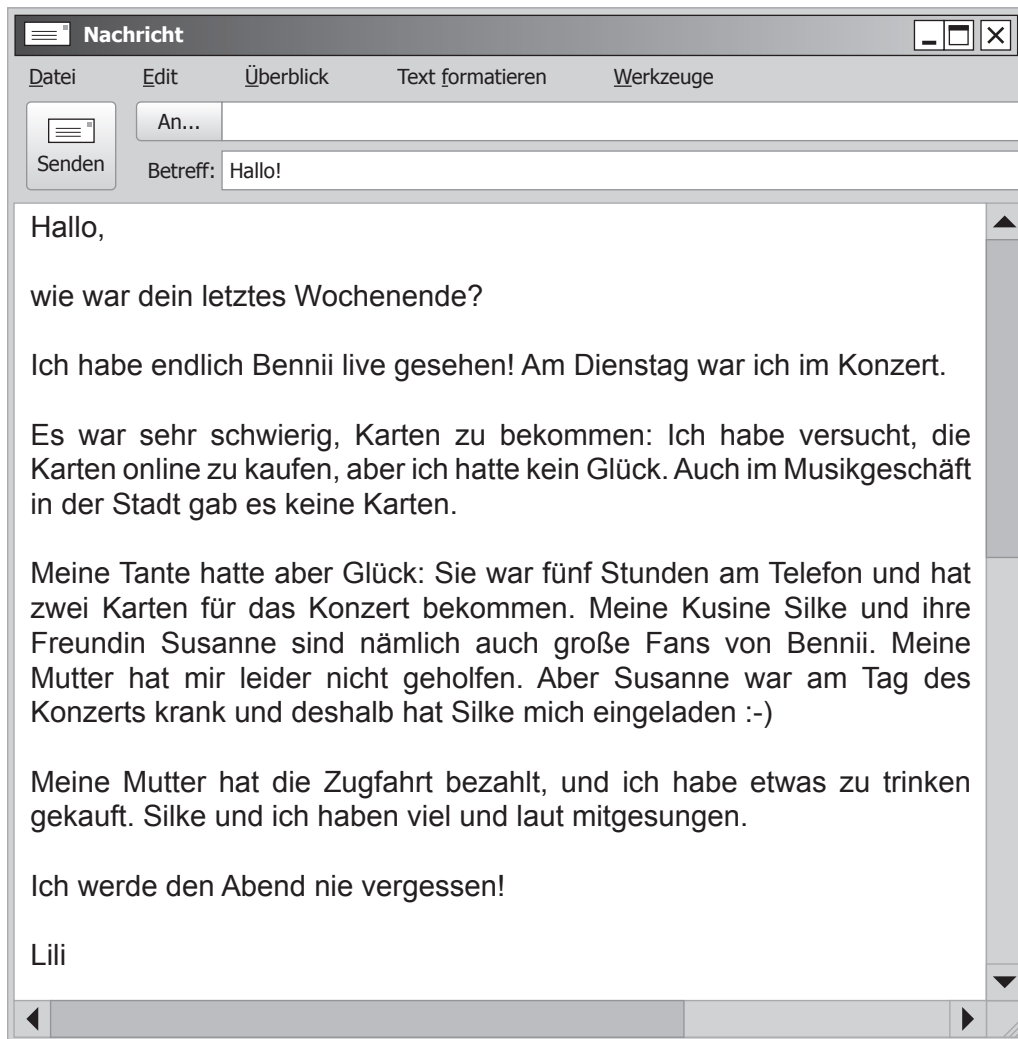 Nachricht
Datei Edit Überblick Text formatieren Werkzeuge
An...
Senden
Betreff: Hallo!
Hallo,
wie war dein letztes Wochenende?
Ich habe endlich Bennii live gesehen! Am Dienstag war ich im Konzert.
Es war sehr schwierig, Karten zu bekommen: Ich habe versucht, die
Karten online zu kaufen, aber ich hatte kein Glück. Auch im Musikgeschäft
in der Stadt gab es keine Karten.
Meine Tante hatte aber Glück: Sie war fünf Stunden am Telefon und hat
zwei Karten für das Konzert bekommen. Meine Kusine Silke und ihre
Freundin Susanne sind nämlich auch große Fans von Bennii. Meine
Mutter hat mir leider nicht geholfen. Aber Susanne war am Tag des
Konzerts krank und deshalb hat Silke mich eingeladen :-)
Meine Mutter hat die Zugfahrt bezahlt, und ich habe etwas zu trinken
gekauft. Silke und ich haben viel und laut mitgesungen.
Ich werde den Abend nie vergessen!
Lili